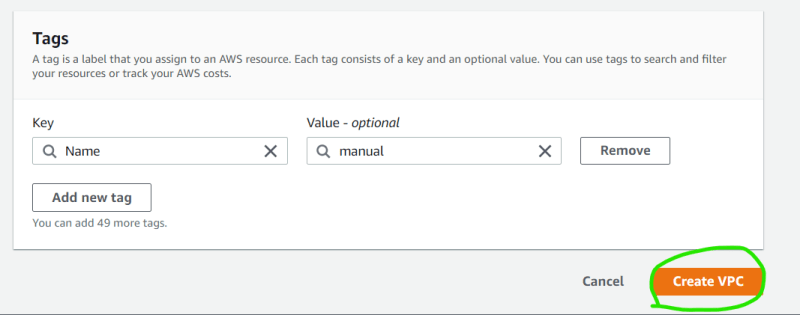 Tags
A tag is a label that you assign to an AWS resource. Each tag consists of a key and an optional value. You can use tags to search and filter
your resources or track your AWS costs.
Key
Value - optional
Name
manual
Remove
Add new tag
You can add 49 more tags.
Cancel
Create VPC